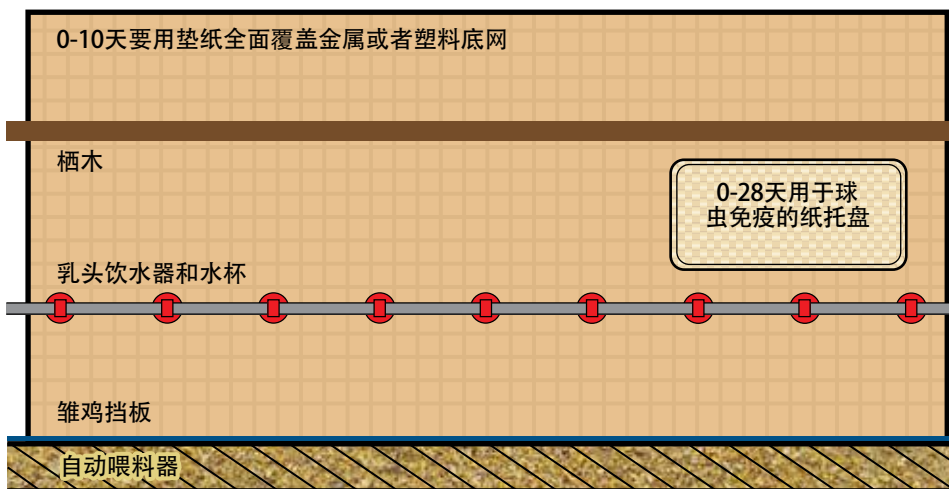 0-10天要用垫纸全面覆盖金属或者塑料底网
栖木
0-28天用于球
虫免疫的纸托盘
乳头饮水器和水杯
雏鸡挡板
自动喂料器